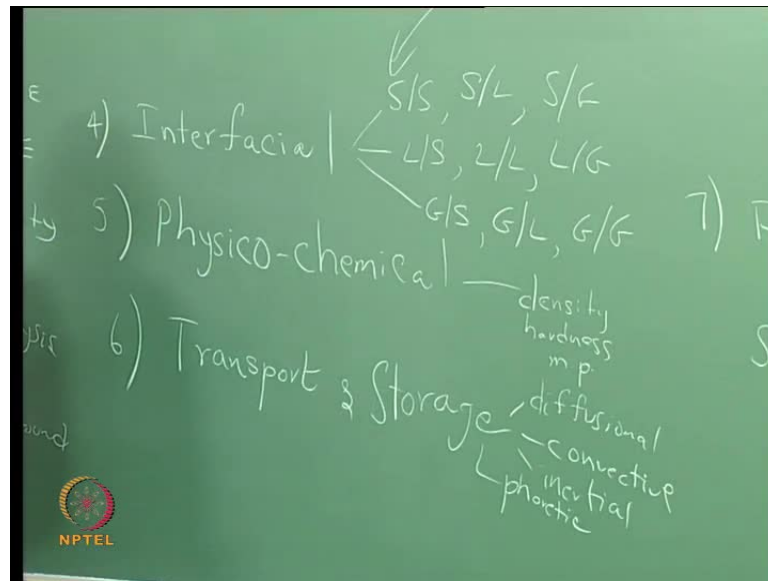 S/S, S/L, S/G
4) Interfacial
L/S, L/L, L/G
G/S, G/L, G/G
5) Physico-chemical
density
hardness
m.p.
6) Transport & Storage
diffusional
convective
inertial
phoretic
7)
NPTEL